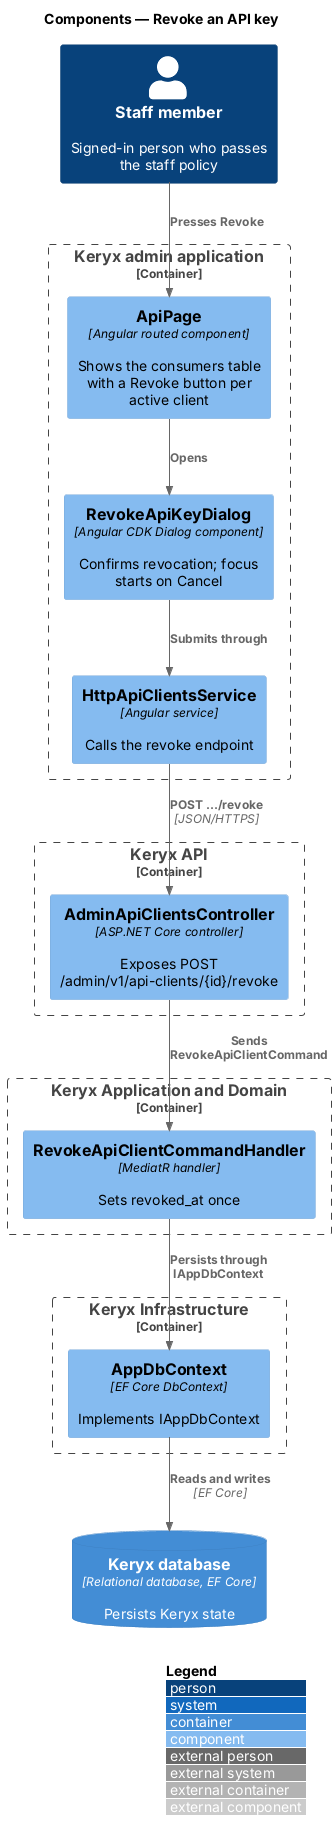 Components — Revoke an API key
Staff member
Signed-in person who passes
the staff policy
Presses Revoke
Keryx admin application
[Container]
ApiPage
[Angular routed component]
Shows the consumers table
with a Revoke button per
active client
Opens
RevokeApiKeyDialog
[Angular CDK Dialog component]
Confirms revocation; focus
starts on Cancel
Submits through
HttpApiClientsService
[Angular service]
Calls the revoke endpoint
POST .../revoke
[JSON/HTTPS]
Keryx API
[Container]
AdminApiClientsController
[ASP.NET Core controller]
Exposes POST
/admin/v1/api-clients/{id}/revoke
Sends
RevokeApiClientCommand
Keryx Application and Domain
[Container]
RevokeApiClientCommandHandler
[MediatR handler]
Sets revoked_at once
Persists through
IAppDbContext
Keryx Infrastructure
[Container]
AppDbContext
[EF Core DbContext]
Implements IAppDbContext
Reads and writes
[EF Core]
Keryx database
[Relational database, EF Core]
Persists Keryx state
Legend
person
system
container
component
external person
external system
external container
external component